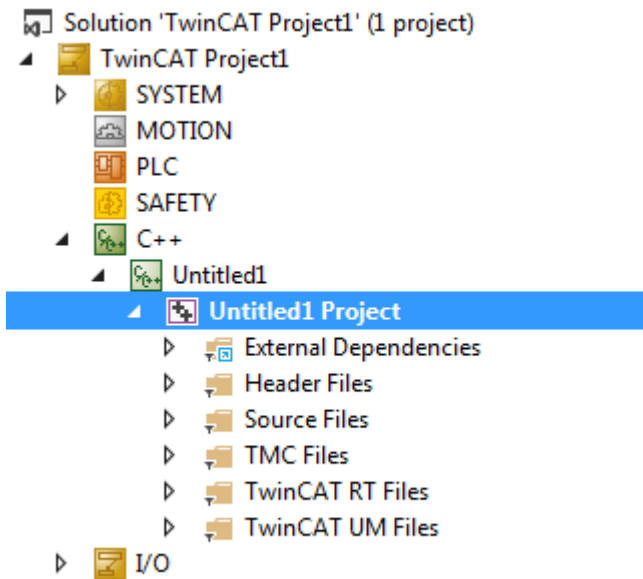 Solution 'TwinCAT Project1' (1 project)
TwinCAT Project1
SYSTEM
MOTION
PLC
SAFETY
C++
Untitled1
Untitled1 Project
External Dependencies
Header Files
Source Files
TMC Files
TwinCAT RT Files
TwinCAT UM Files
I/O